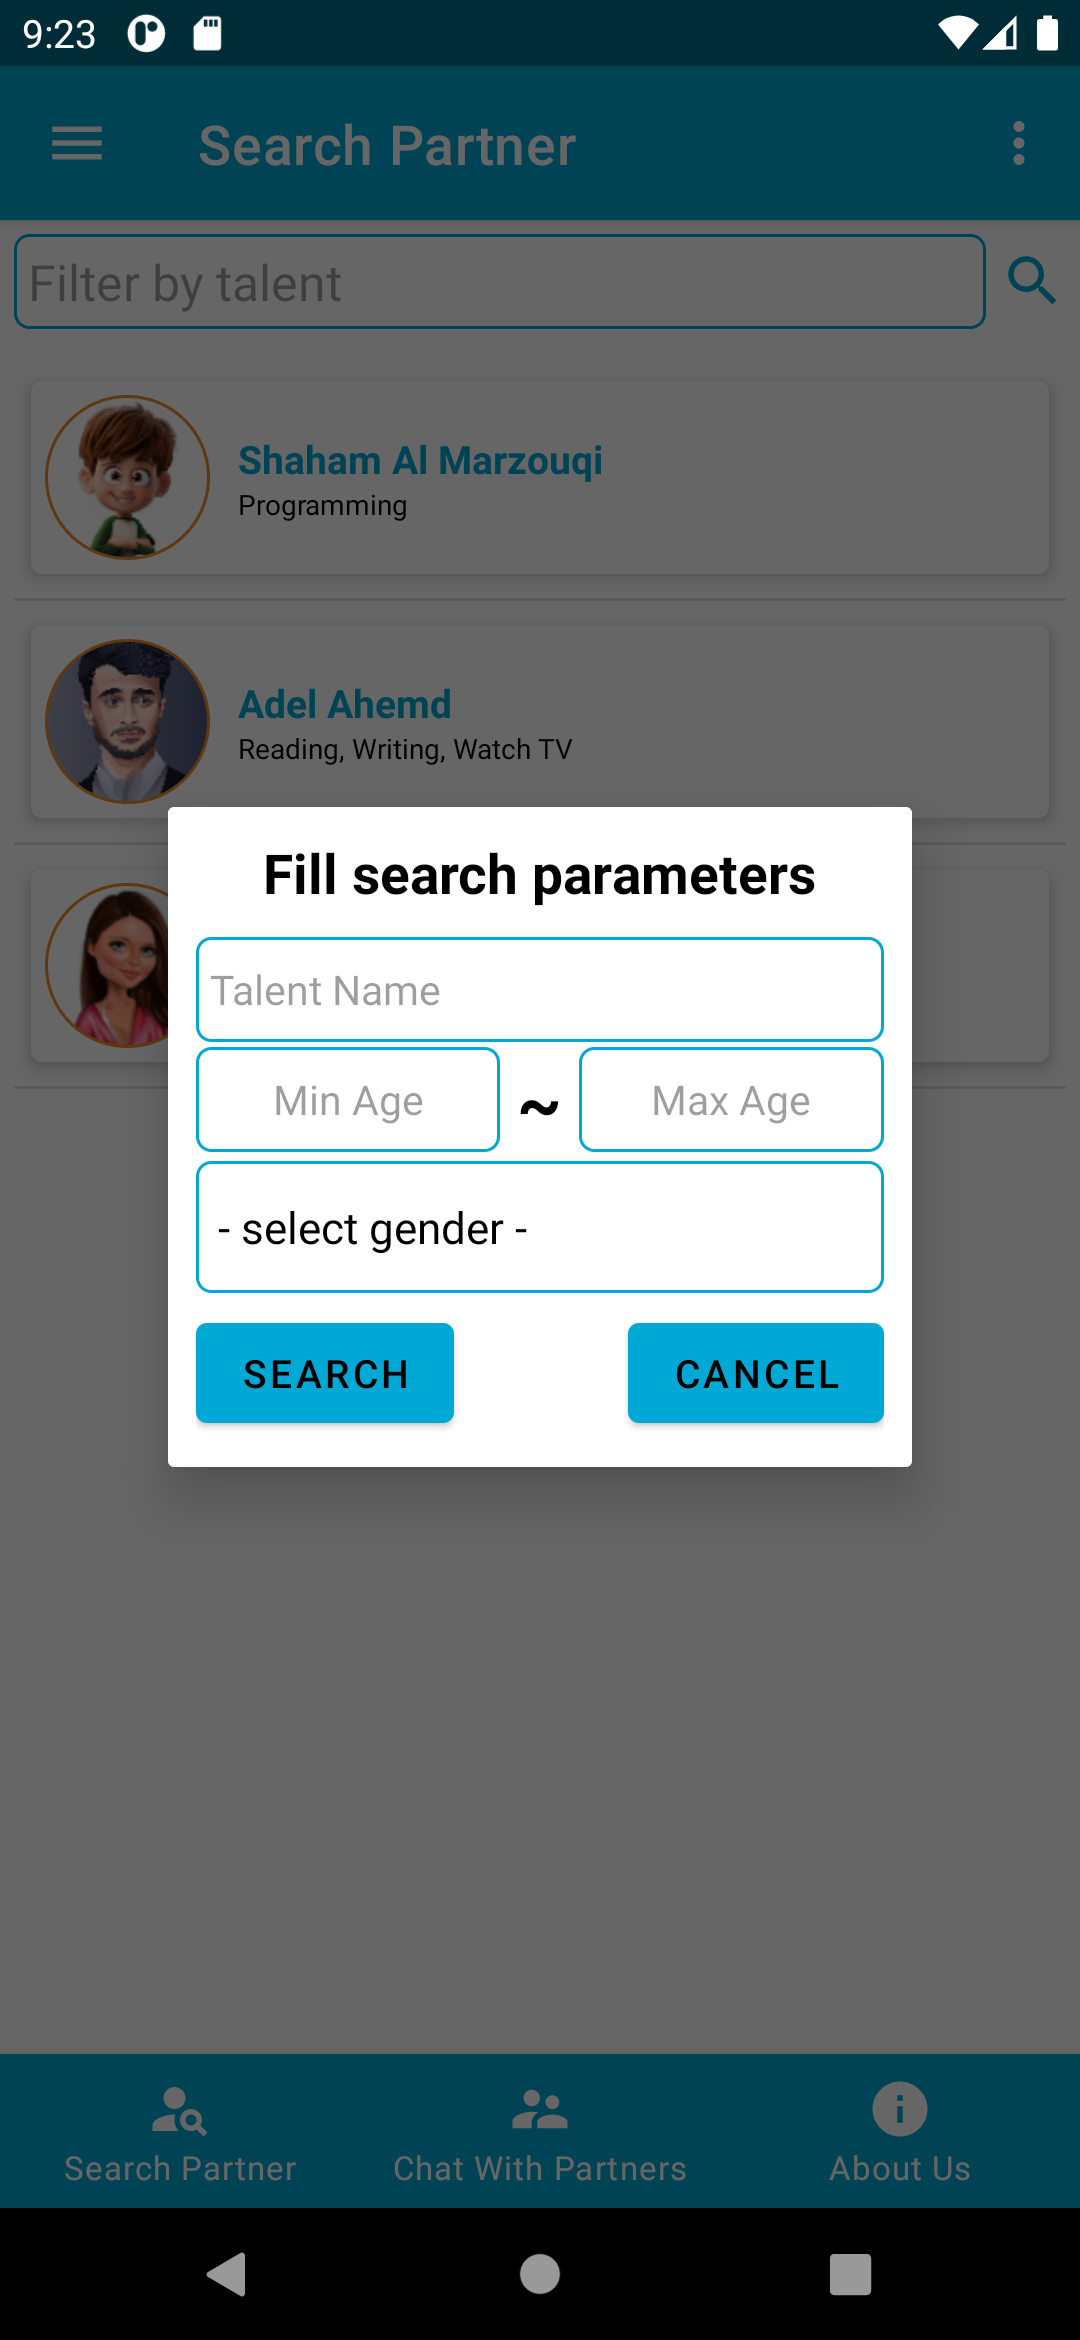 9:23
Search Partner
Filter by talent
Shaham Al Marzouqi
Programming
Adel Ahemd
Reading, Writing, Watch TV
Fill search parameters
Talent Name
Min Age ~ Max Age
- select gender -
SEARCH CANCEL
Search Partner Chat With Partners About Us